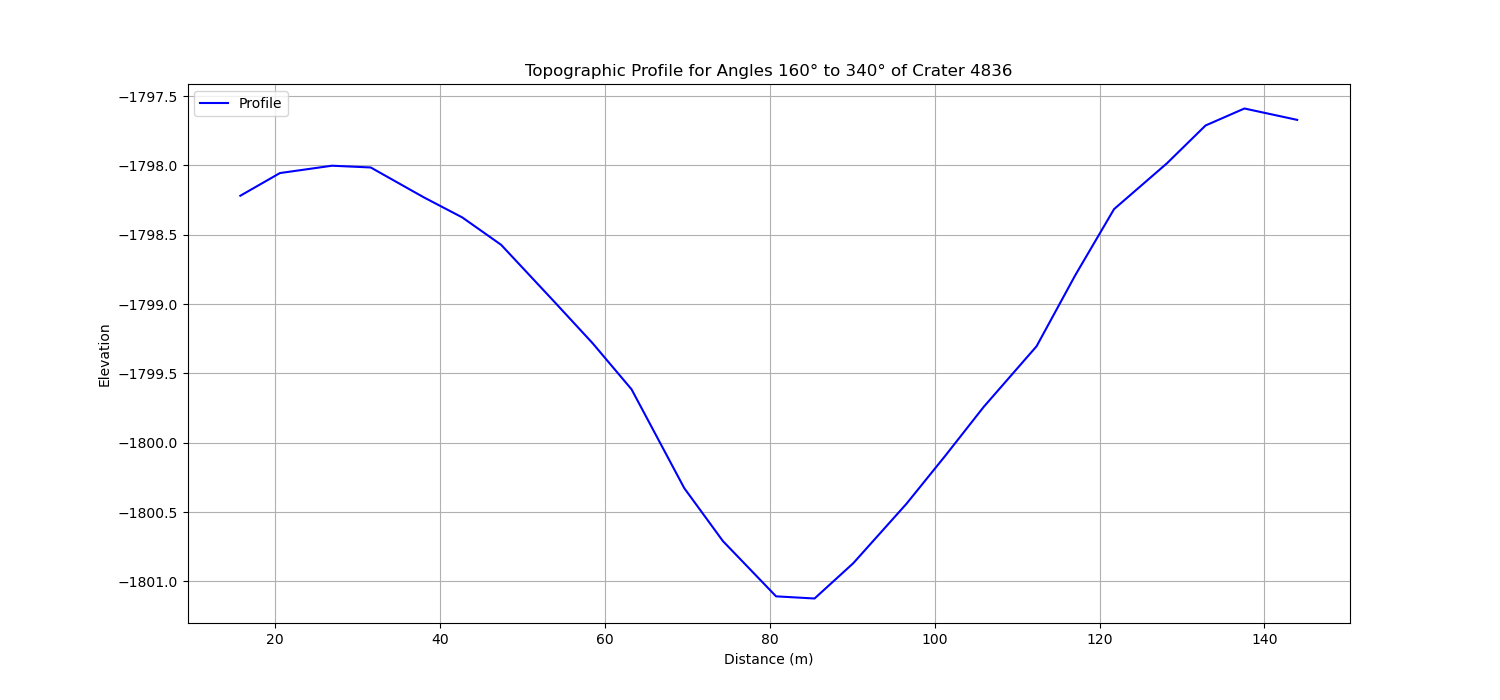 Topographic Profile for Angles 160° to 340° of Crater 4836
Profile
−1797.5
−1798.0
−1798.5
−1799.0
−1799.5
−1800.0
−1800.5
−1801.0
Elevation
20 40 60 80 100 120 140
Distance (m)